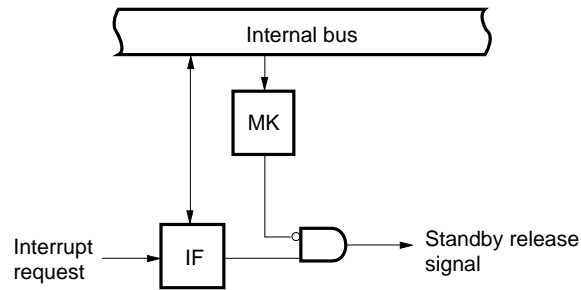 Internal bus
MK
Interrupt
request
IF
Standby release
signal